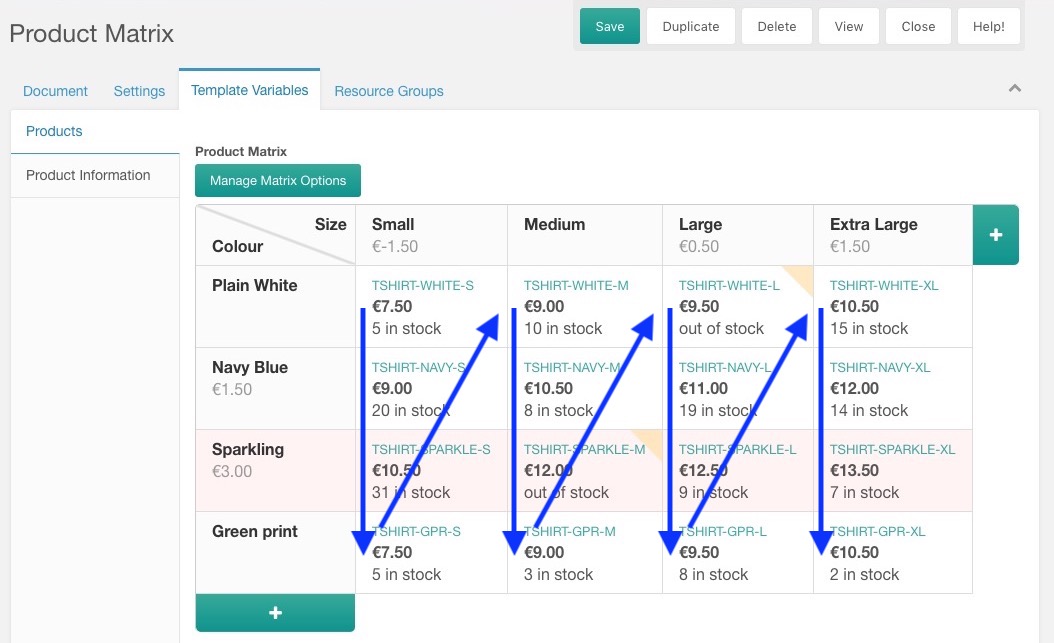 Product Matrix
Save Duplicate Delete View Close Help!
Document Settings Template Variables Resource Groups
Products
Product Information
Product Matrix
Manage Matrix Options
Size
Colour
Small
€-1.50
Medium
Large
€0.50
Extra Large
€1.50
+
Plain White
TSHIRT-WHITE-S
€7.50
5 in stock
TSHIRT-WHITE-M
€9.00
10 in stock
TSHIRT-WHITE-L
€9.50
out of stock
TSHIRT-WHITE-XL
€10.50
15 in stock
Navy Blue
€1.50
TSHIRT-NAVY-S
€9.00
20 in stock
TSHIRT-NAVY-M
€10.50
8 in stock
TSHIRT-NAVY-L
€11.00
19 in stock
TSHIRT-NAVY-XL
€12.00
14 in stock
Sparkling
€3.00
TSHIRT-SPARKLE-S
€10.50
31 in stock
TSHIRT-SPARKLE-M
€12.00
out of stock
TSHIRT-SPARKLE-L
€12.50
9 in stock
TSHIRT-SPARKLE-XL
€13.50
7 in stock
Green print
TSHIRT-GPR-S
€7.50
5 in stock
TSHIRT-GPR-M
€9.00
3 in stock
TSHIRT-GPR-L
€9.50
8 in stock
TSHIRT-GPR-XL
€10.50
2 in stock
+